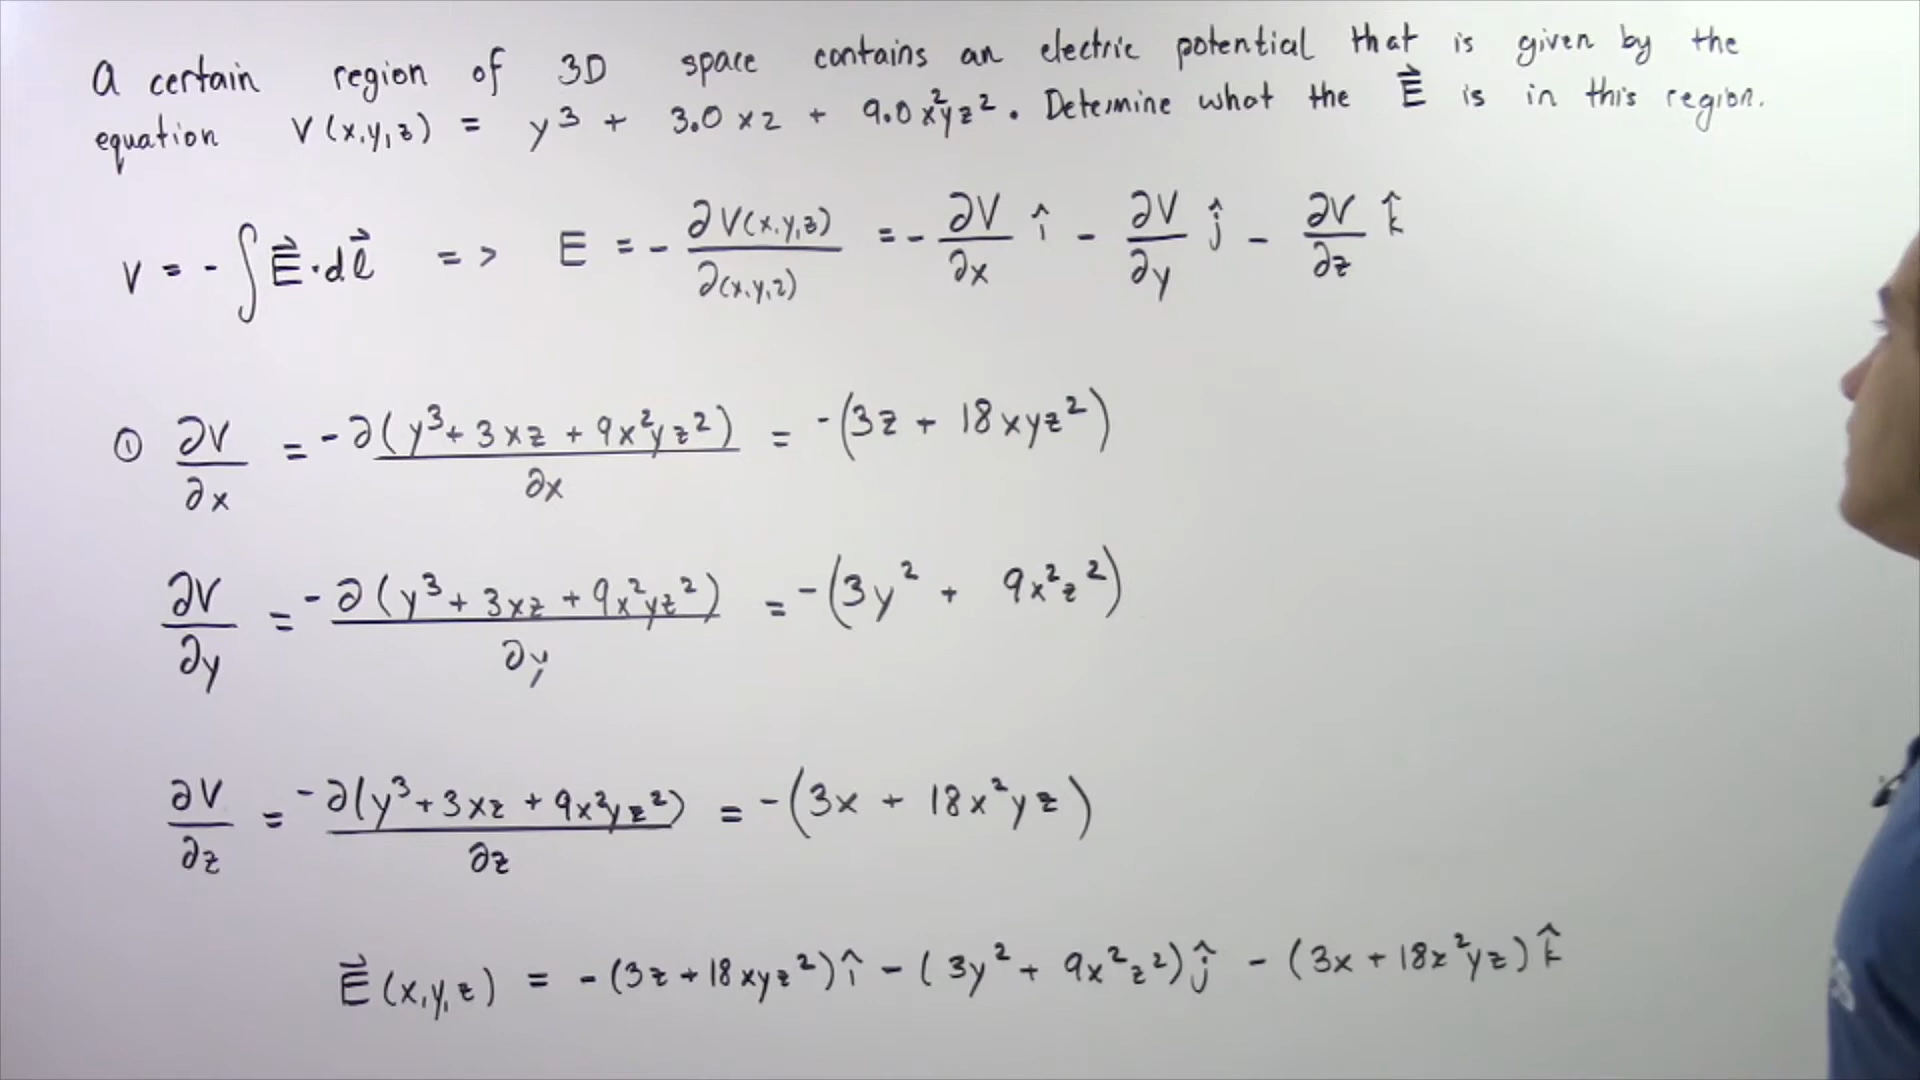 A certain region of 3D space contains an electric potential that is given by the
equation V(x,y,z) = y³ + 3.0xz + 9.0x²yz². Determine what the E⃗ is in this region.
V = -∫E⃗·dl⃗ => E = - ∂V(x,y,z)/∂(x,y,z) = - ∂V/∂x î - ∂V/∂y ĵ - ∂V/∂z k̂
① ∂V/∂x = -∂(y³+3xz+9x²yz²)/∂x = -(3z + 18xyz²)
∂V/∂y = -∂(y³+3xz+9x²yz²)/∂y = -(3y² + 9x²z²)
∂V/∂z = -∂(y³+3xz+9x²yz²)/∂z = -(3x + 18x²yz)
E⃗(x,y,z) = -(3z+18xyz²)î - (3y²+9x²z²)ĵ - (3x+18x²yz)k̂